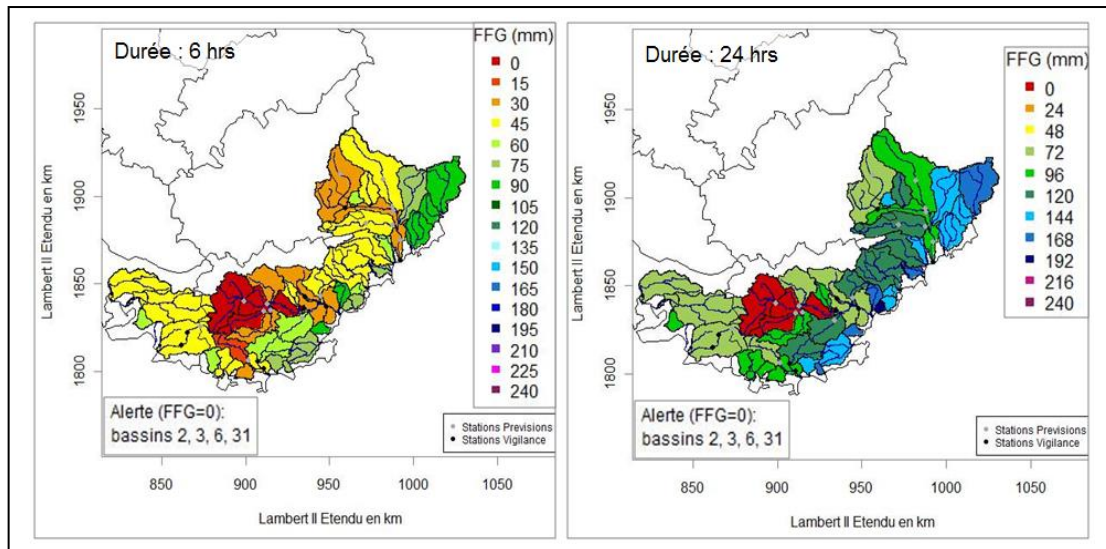 Durée : 6 hrs
FFG (mm)
0
15
30
45
60
75
90
105
120
135
150
165
180
195
210
225
240
Lambert II Etendu en km
1950
1900
1850
1800
Alerte (FFG=0):
bassins 2, 3, 6, 31
Stations Previsions
Stations Vigilance
850
900
950
1000
1050
Lambert II Etendu en km
Durée : 24 hrs
FFG (mm)
0
24
48
72
96
120
144
168
192
216
240
Lambert II Etendu en km
1950
1900
1850
1800
Alerte (FFG=0):
bassins 2, 3, 6, 31
Stations Previsions
Stations Vigilance
850
900
950
1000
1050
Lambert II Etendu en km